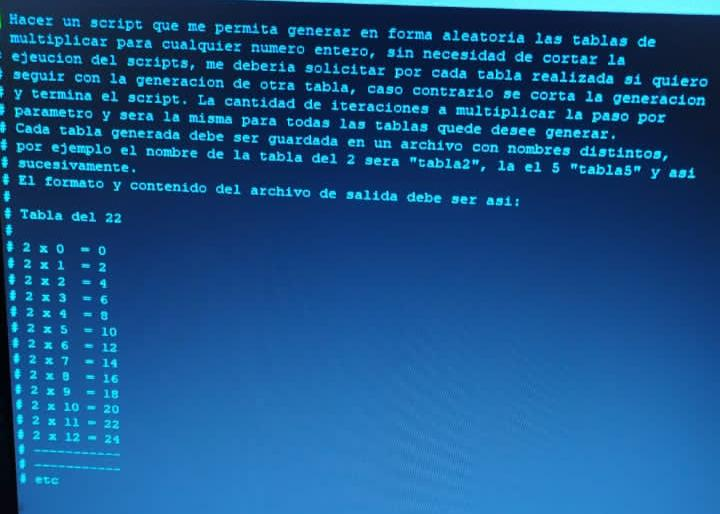 Hacer un script que me permita generar en forma aleatoria las tablas de
# multiplicar para cualquier numero entero, sin necesidad de cortar la
# ejeucion del scripts, me deberia solicitar por cada tabla realizada si quiero
# seguir con la generacion de otra tabla, caso contrario se corta la generacion
# y termina el script. La cantidad de iteraciones a multiplicar la paso por
# parametro y sera la misma para todas las tablas quede desee generar.
# Cada tabla generada debe ser guardada en un archivo con nombres distintos,
# por ejemplo el nombre de la tabla del 2 sera "tabla2", la el 5 "tabla5" y asi
# sucesivamente.
# El formato y contenido del archivo de salida debe ser asi:
#
# Tabla del 22
#
# 2 x 0  = 0
# 2 x 1  = 2
# 2 x 2  = 4
# 2 x 3  = 6
# 2 x 4  = 8
# 2 x 5  = 10
# 2 x 6  = 12
# 2 x 7  = 14
# 2 x 8  = 16
# 2 x 9  = 18
# 2 x 10 = 20
# 2 x 11 = 22
# 2 x 12 = 24
# -----------
# -----------
# etc